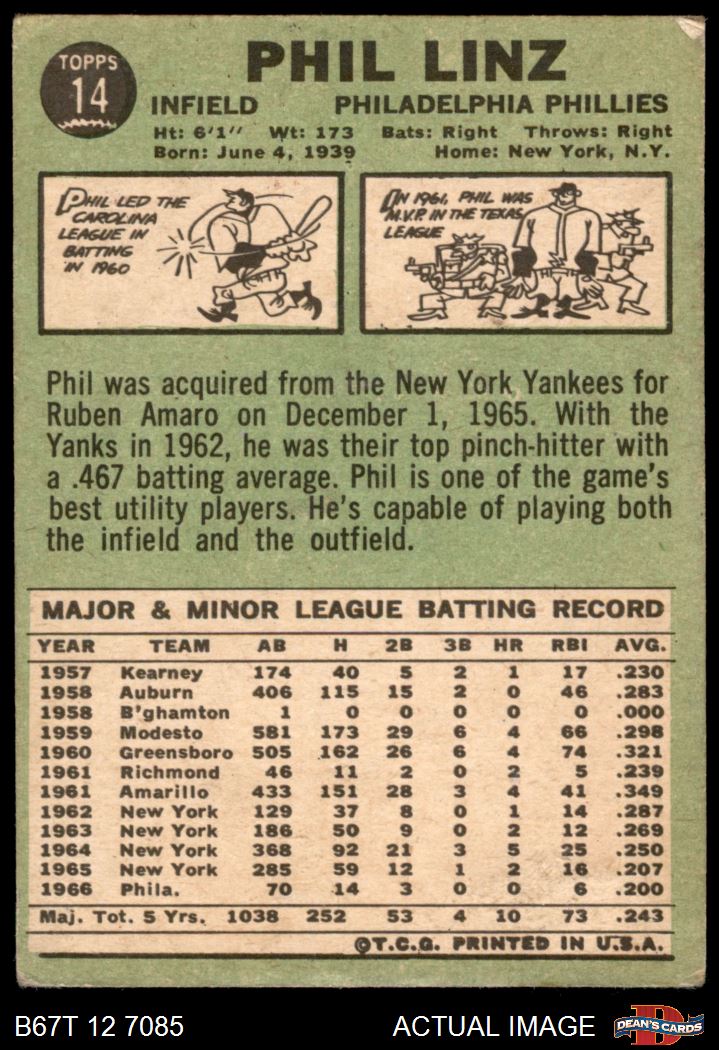 TOPPS
14
PHIL LINZ
INFIELD PHILADELPHIA PHILLIES
Ht: 6'1" Wt: 173 Bats: Right Throws: Right
Born: June 4, 1939 Home: New York, N.Y.
PHIL LED THE
CAROLINA
LEAGUE IN
BATTING
IN 1960
IN 1961, PHIL WAS
M.V.P. IN THE TEXAS
LEAGUE
Phil was acquired from the New York Yankees for
Ruben Amaro on December 1, 1965. With the
Yanks in 1962, he was their top pinch-hitter with
a .467 batting average. Phil is one of the game's
best utility players. He's capable of playing both
the infield and the outfield.
MAJOR & MINOR LEAGUE BATTING RECORD
YEAR TEAM AB H 2B 3B HR RBI AVG.
1957 Kearney 174 40 5 2 1 17 .230
1958 Auburn 406 115 15 2 0 46 .283
1958 B'ghamton 1 0 0 0 0 0 .000
1959 Modesto 581 173 29 6 4 66 .298
1960 Greensboro 505 162 26 6 4 74 .321
1961 Richmond 46 11 2 0 2 5 .239
1961 Amarillo 433 151 28 3 4 41 .349
1962 New York 129 37 8 0 1 14 .287
1963 New York 186 50 9 0 2 12 .269
1964 New York 368 92 21 3 5 25 .250
1965 New York 285 59 12 1 2 16 .207
1966 Phila. 70 14 3 0 0 6 .200
Maj. Tot. 5 Yrs. 1038 252 53 4 10 73 .243
©T.C.G. PRINTED IN U.S.A.
B67T 12 7085 ACTUAL IMAGE
D
DEAN'S CARDS